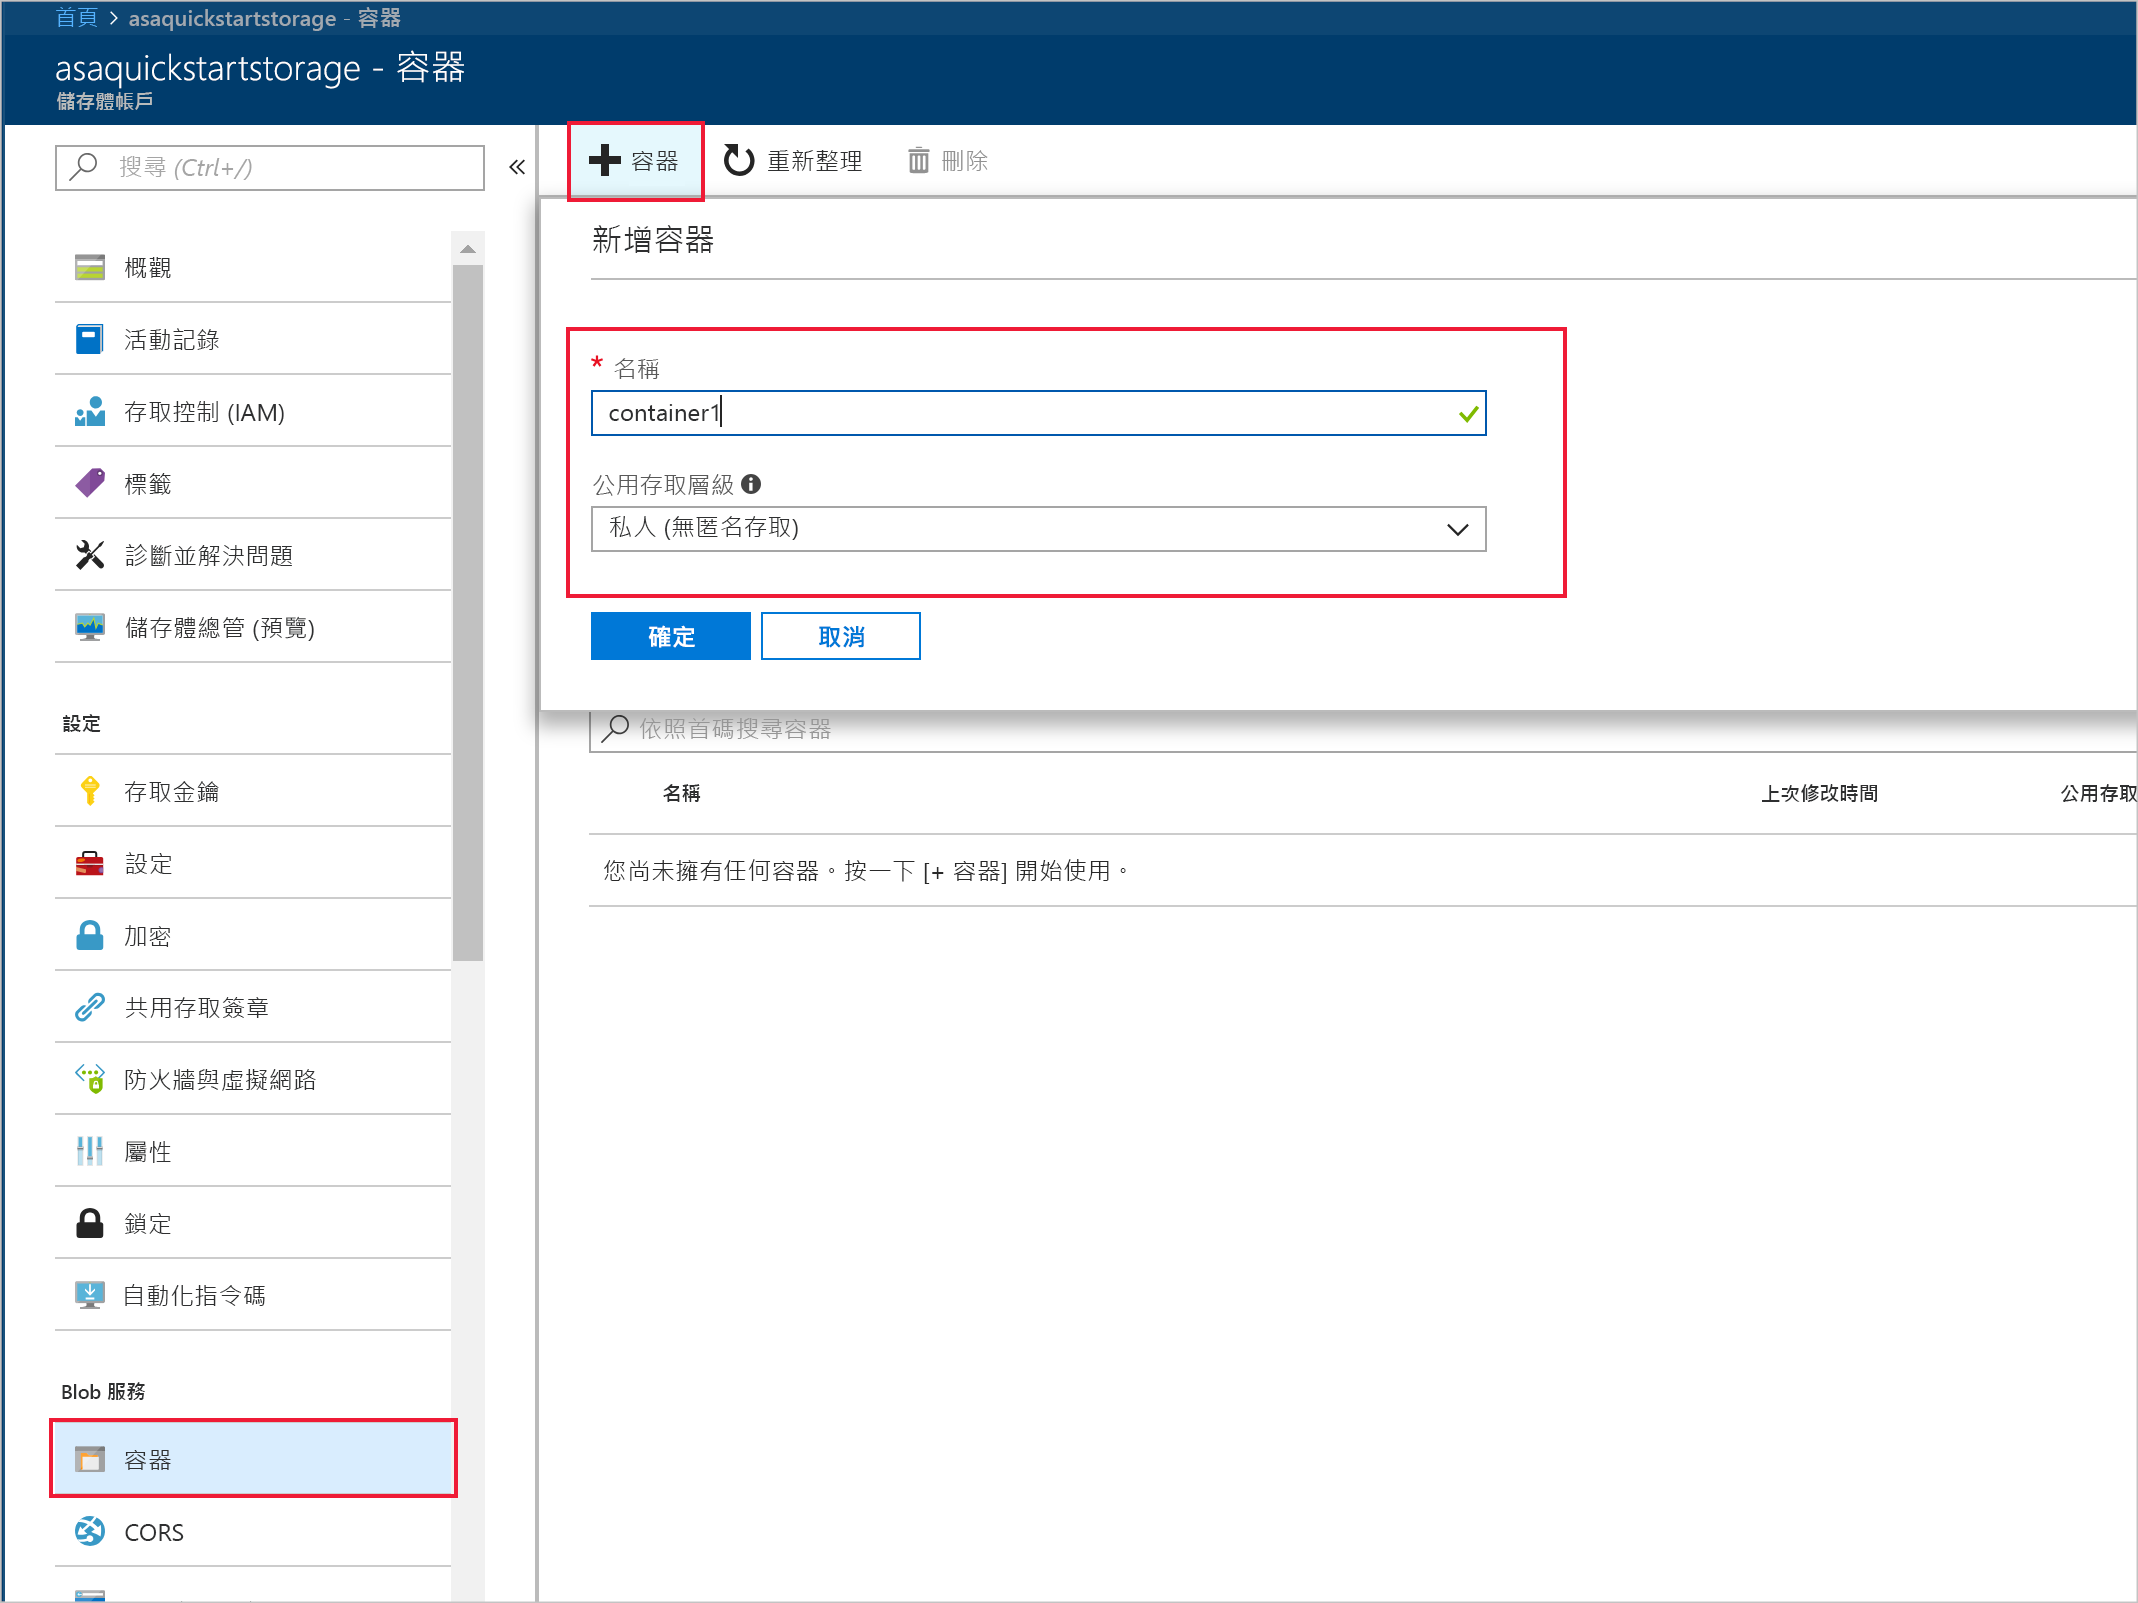 首頁 > asaquickstartstorage - 容器
asaquickstartstorage - 容器
儲存體帳戶
搜尋 (Ctrl+/)
概觀
活動記錄
存取控制 (IAM)
標籤
診斷並解決問題
儲存體總管 (預覽)
設定
存取金鑰
設定
加密
共用存取簽章
防火牆與虛擬網路
屬性
鎖定
自動化指令碼
Blob 服務
容器
CORS
容器 重新整理 刪除
新增容器
* 名稱
container1
公用存取層級
私人 (無匿名存取)
確定 取消
依照首碼搜尋容器
名稱 上次修改時間 公用存取
您尚未擁有任何容器。按一下 [+ 容器] 開始使用。